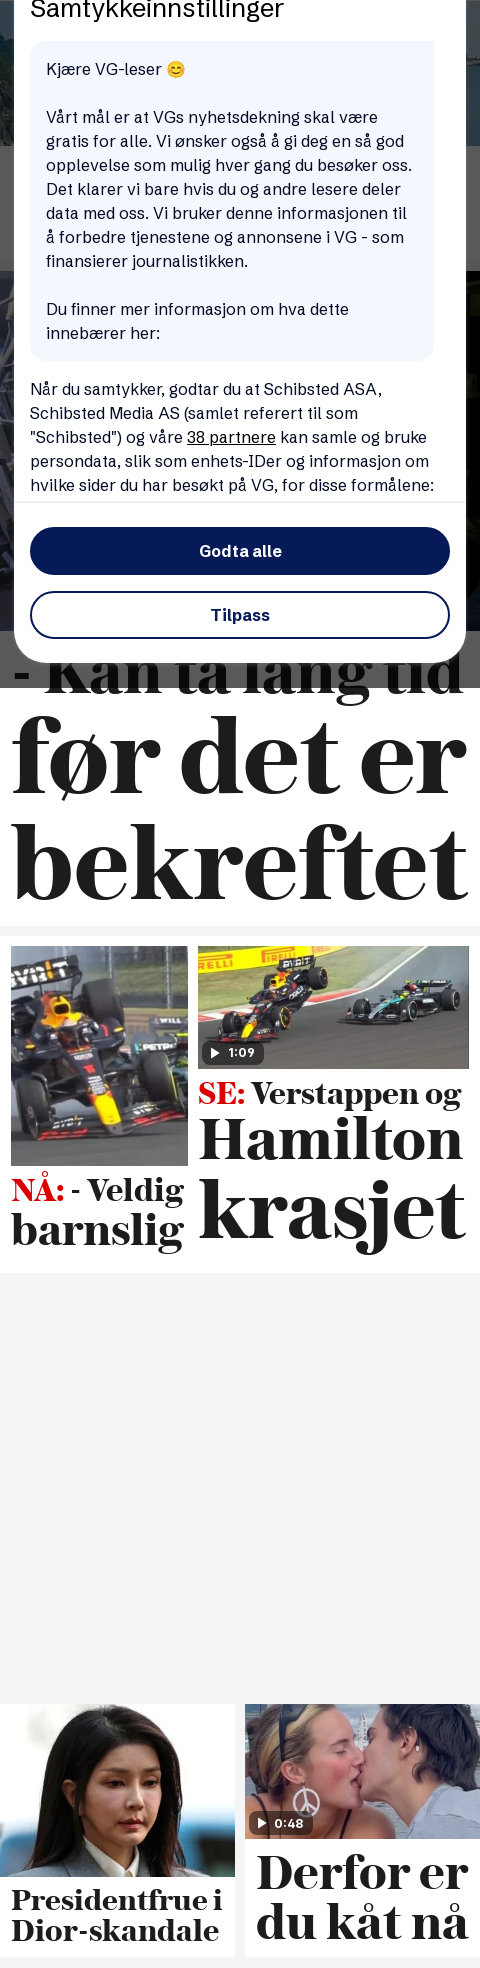 Samtykkeinnstillinger
Kjære VG-leser 😊
Vårt mål er at VGs nyhetsdekning skal være
gratis for alle. Vi ønsker også å gi deg en så god
opplevelse som mulig hver gang du besøker oss.
Det klarer vi bare hvis du og andre lesere deler
data med oss. Vi bruker denne informasjonen til
å forbedre tjenestene og annonsene i VG - som
finansierer journalistikken.
Du finner mer informasjon om hva dette
innebærer her:
Når du samtykker, godtar du at Schibsted ASA,
Schibsted Media AS (samlet referert til som
"Schibsted") og våre 38 partnere kan samle og bruke
persondata, slik som enhets-IDer og informasjon om
hvilke sider du har besøkt på VG, for disse formålene:
Godta alle
Tilpass
- Kan ta lang tid
før det er
bekreftet
1:09
NÅ: - Veldig
barnslig
SE: Verstappen og
Hamilton
krasjet
Presidentfrue i
Dior-skandale
0:48
Derfor er
du kåt nå